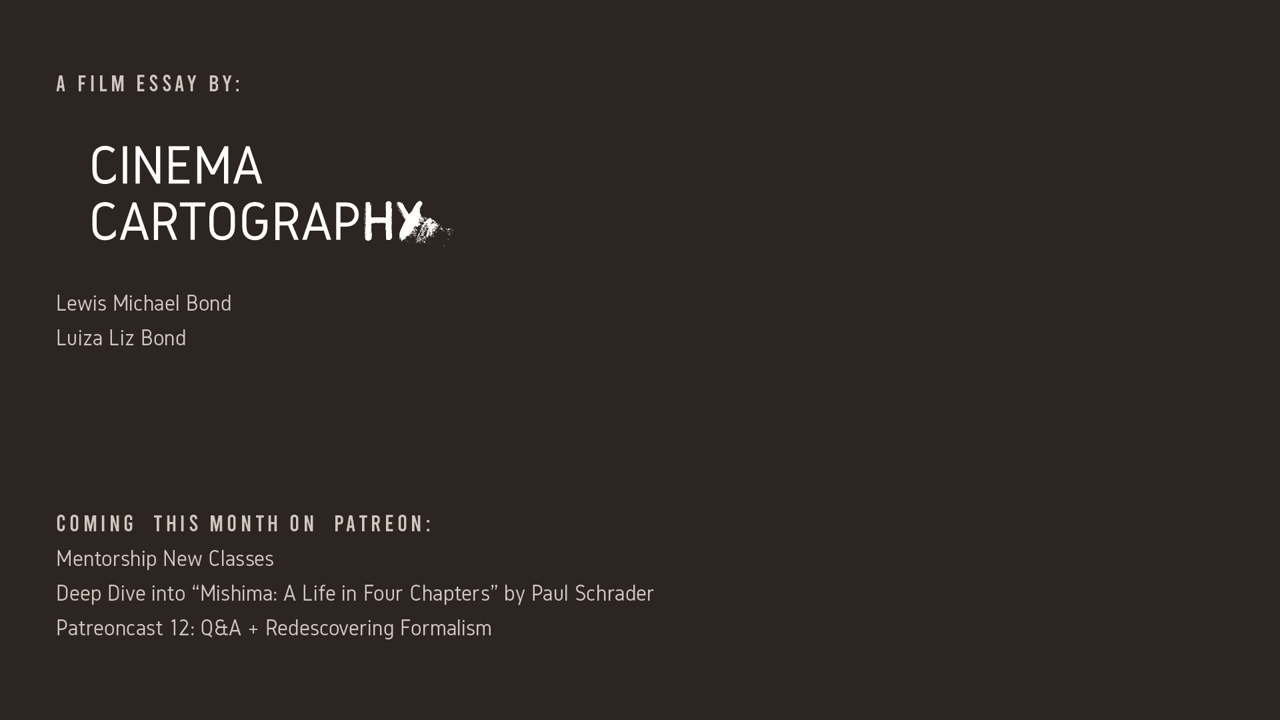 A FILM ESSAY BY:
CINEMA
CARTOGRAPHY
Lewis Michael Bond
Luiza Liz Bond
COMING THIS MONTH ON PATREON:
Mentorship New Classes
Deep Dive into “Mishima: A Life in Four Chapters” by Paul Schrader
Patreoncast 12: Q&A + Redescovering Formalism